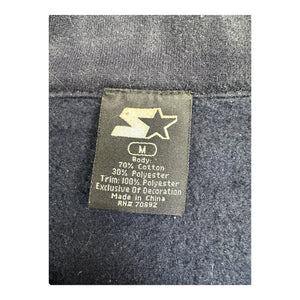 M
Body:
70% Cotton
30% Polyester
Trim: 100% Polyester
Exclusive Of Decoration
Made in China
RN# 70892